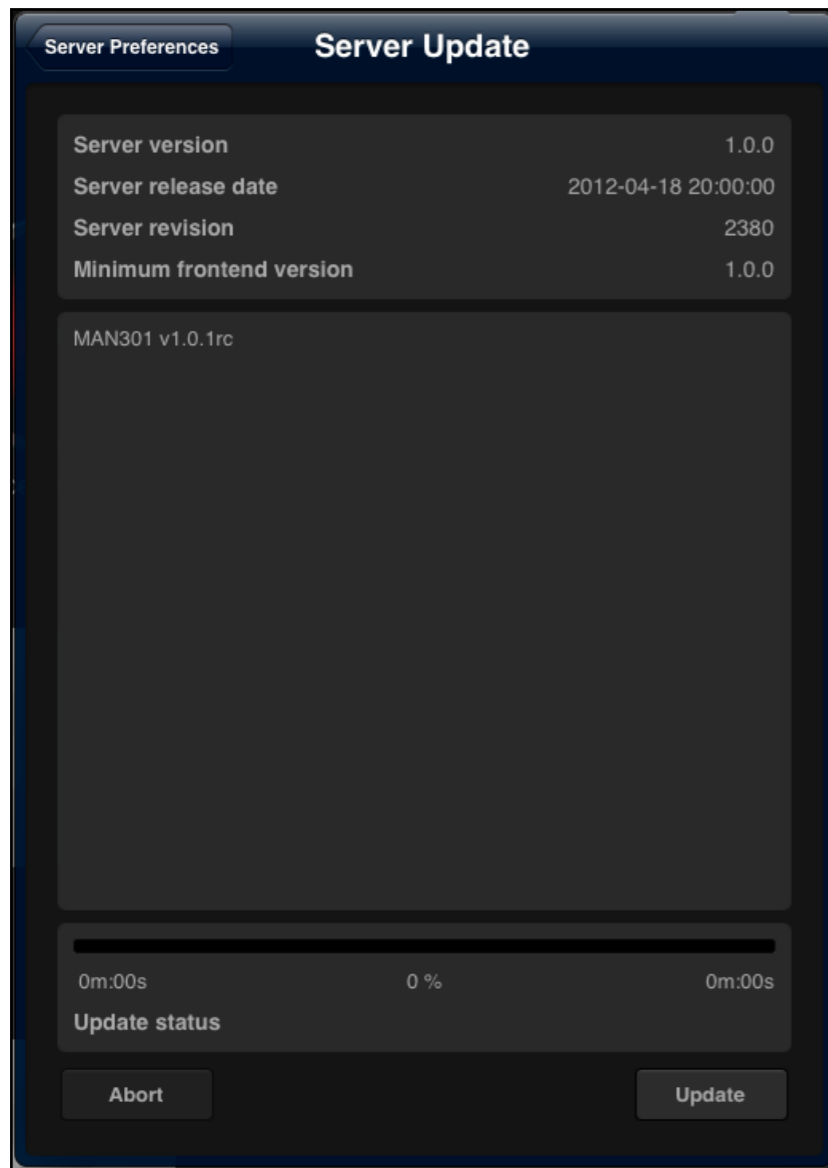 Server Preferences Server Update
Server version 1.0.0
Server release date 2012-04-18 20:00:00
Server revision 2380
Minimum frontend version 1.0.0
MAN301 v1.0.1rc
0m:00s 0 % 0m:00s
Update status
Abort Update